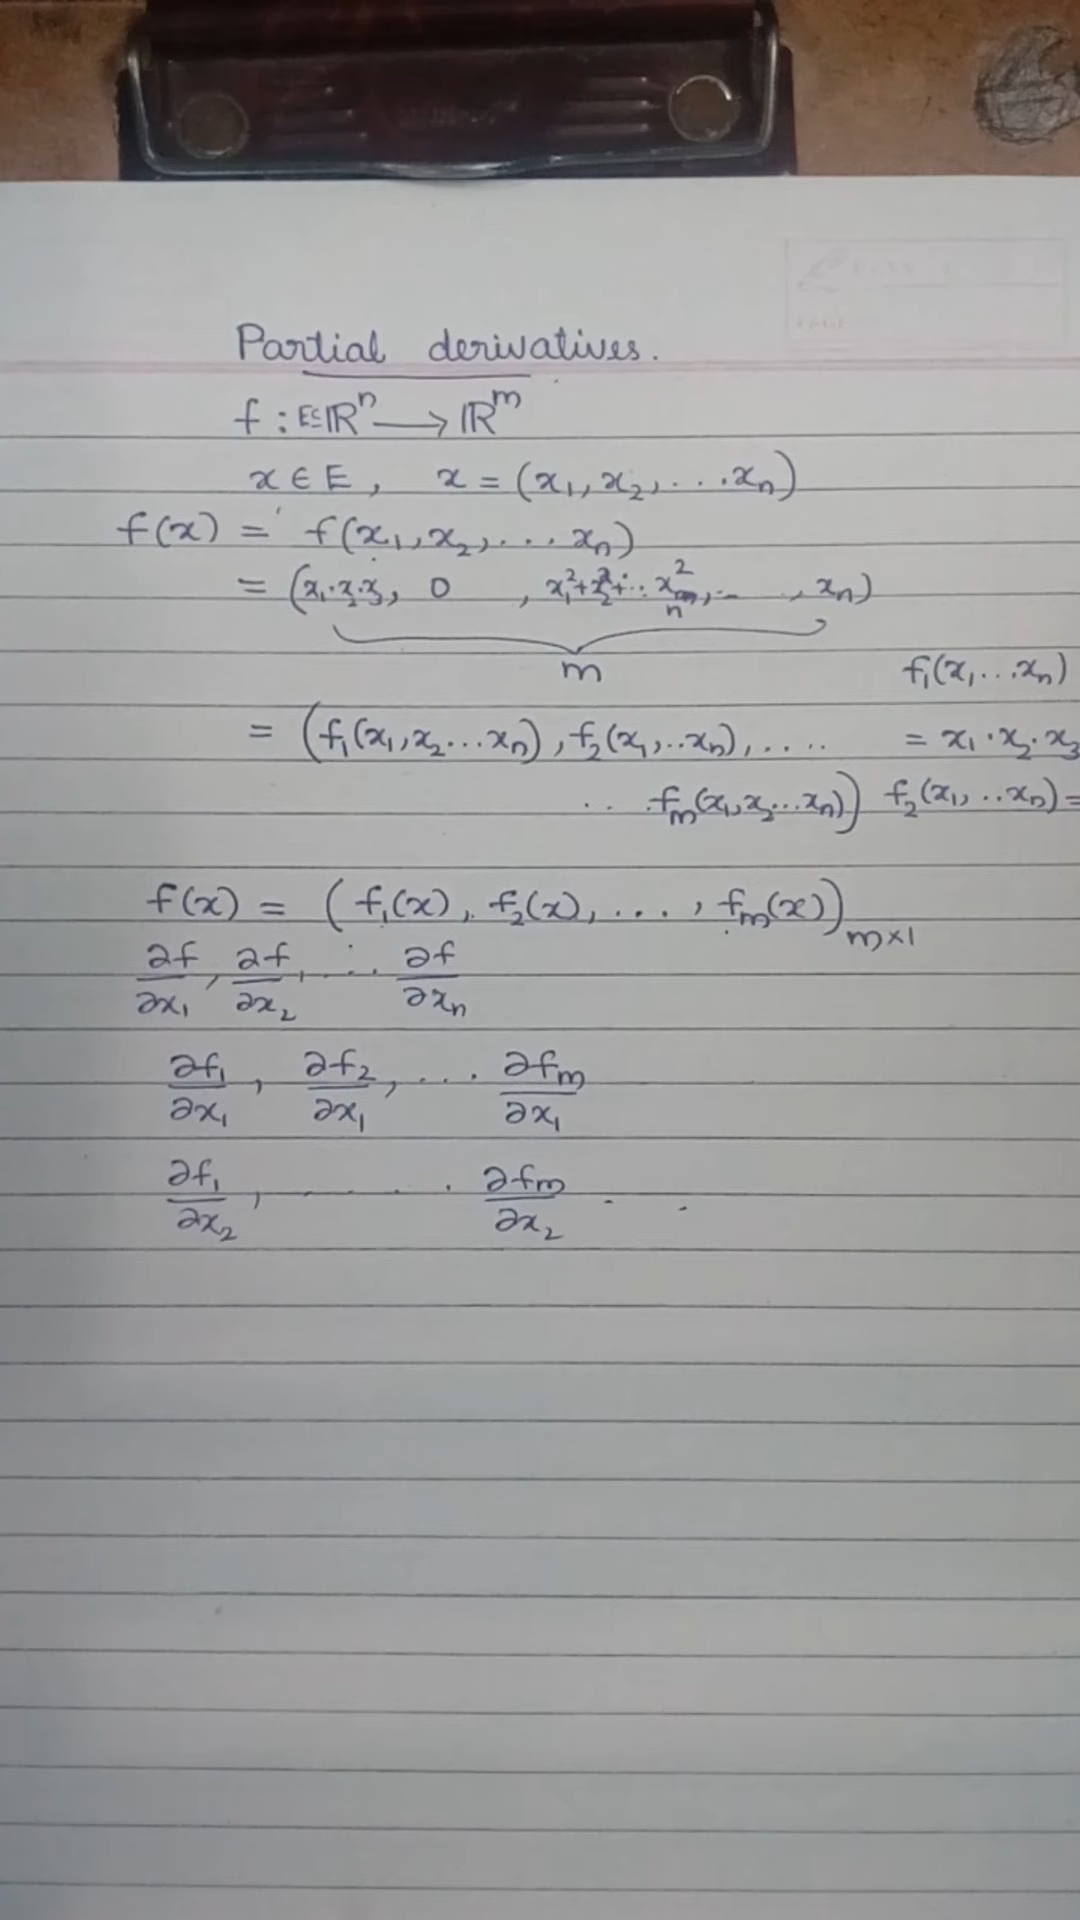 Partial derivatives.
f : E⊆ℝⁿ ⟶ ℝᵐ
x ∈ E, x = (x₁, x₂, . . . xₙ)
f(x) = f(x₁, x₂, . . . xₙ)
= (x₁·x₂·x₃, 0 , x₁²+x₂²+.. xₙ², .. , xₙ)
m
f₁(x₁...xₙ)
= (f₁(x₁,x₂...xₙ), f₂(x₁,..xₙ), .... = x₁·x₂·x₃
.. .fₘ(x₁,x₂...xₙ)) f₂(x₁,..xₙ) =
f(x) = (f₁(x), f₂(x), ..., fₘ(x))ₘₓ₁
∂f/∂x₁, ∂f/∂x₂, ... ∂f/∂xₙ
∂f₁/∂x₁, ∂f₂/∂x₁, ... ∂fₘ/∂x₁
∂f₁/∂x₂, . . . . ∂fₘ/∂x₂ . .